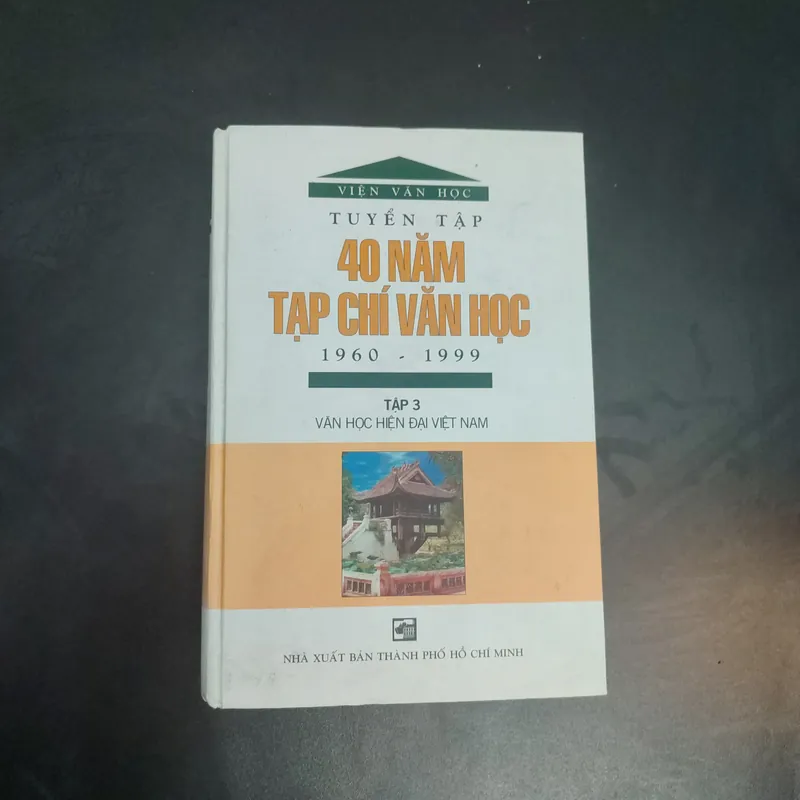 VIỆN VĂN HỌC
TUYỂN TẬP
40 NĂM
TẠP CHÍ VĂN HỌC
1960 - 1999
TẬP 3
VĂN HỌC HIỆN ĐẠI VIỆT NAM
NHÀ XUẤT BẢN THÀNH PHỐ HỒ CHÍ MINH